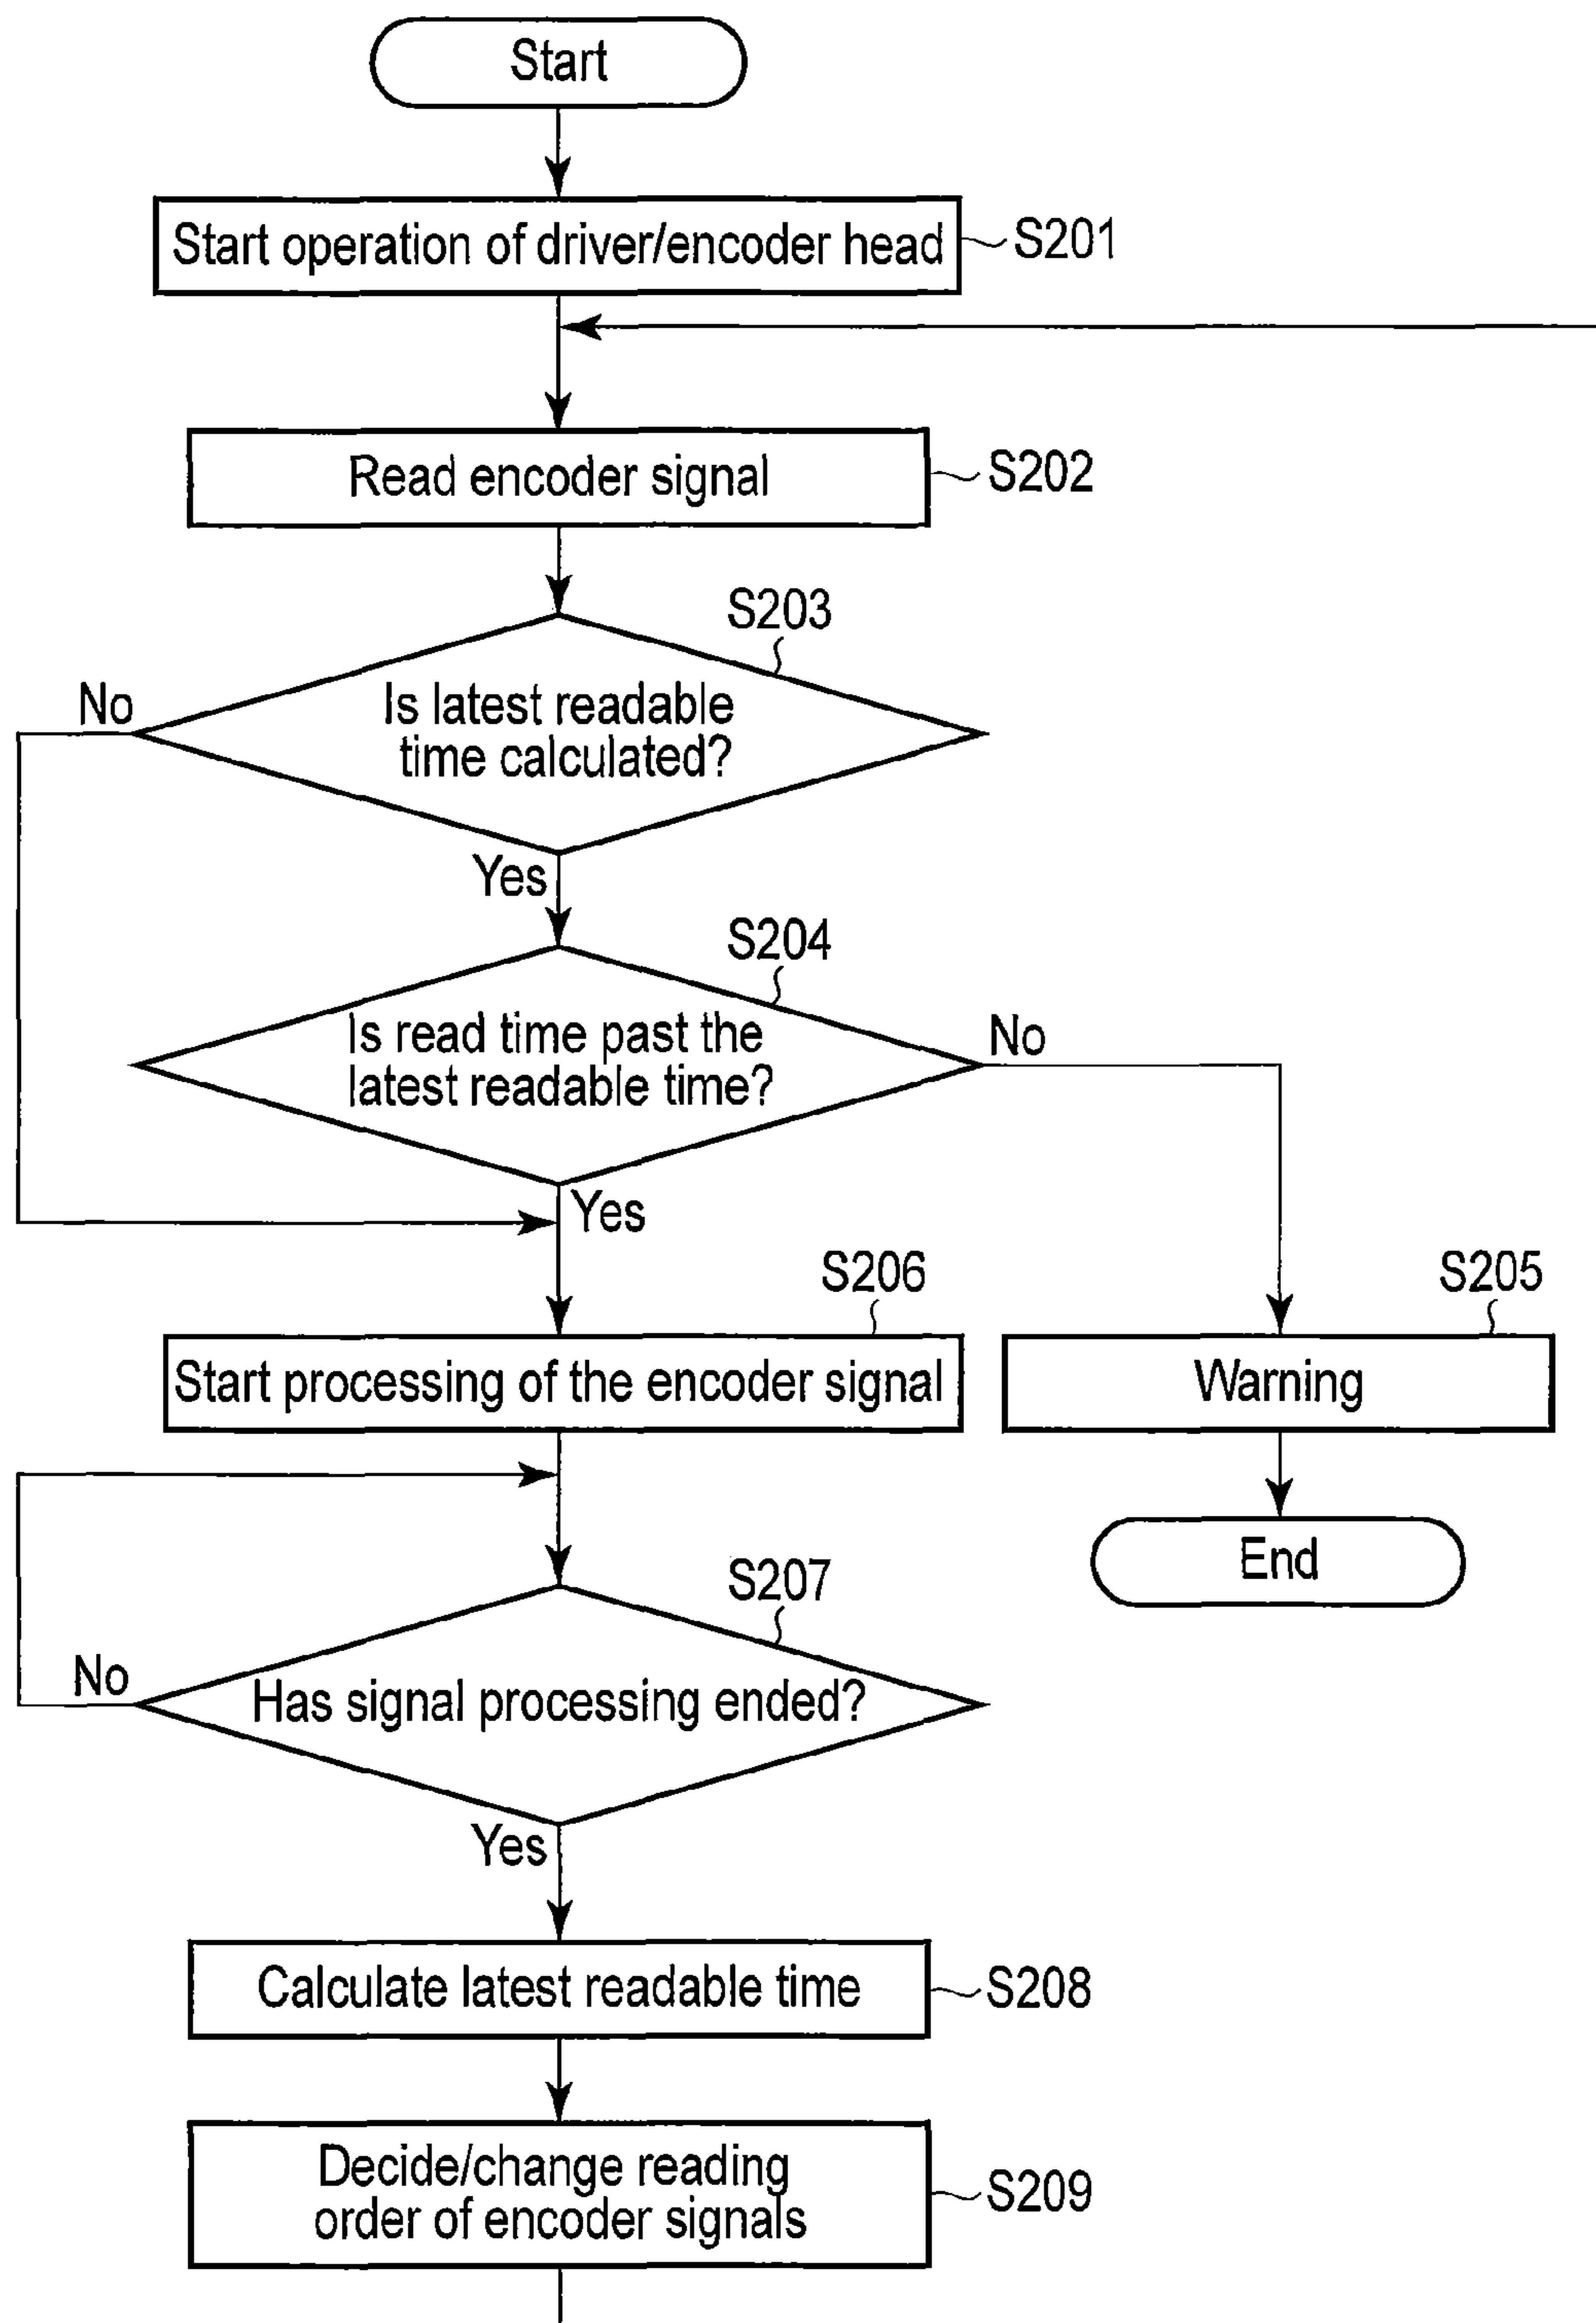 Start
Start operation of driver/encoder head
S201
Read encoder signal
S202
S203
No
Is latest readable
time calculated?
Yes
S204
Is read time past the
latest readable time?
No
Yes
S206
S205
Start processing of the encoder signal
Warning
S207
End
No
Has signal processing ended?
Yes
Calculate latest readable time
S208
Decide/change reading
order of encoder signals
S209